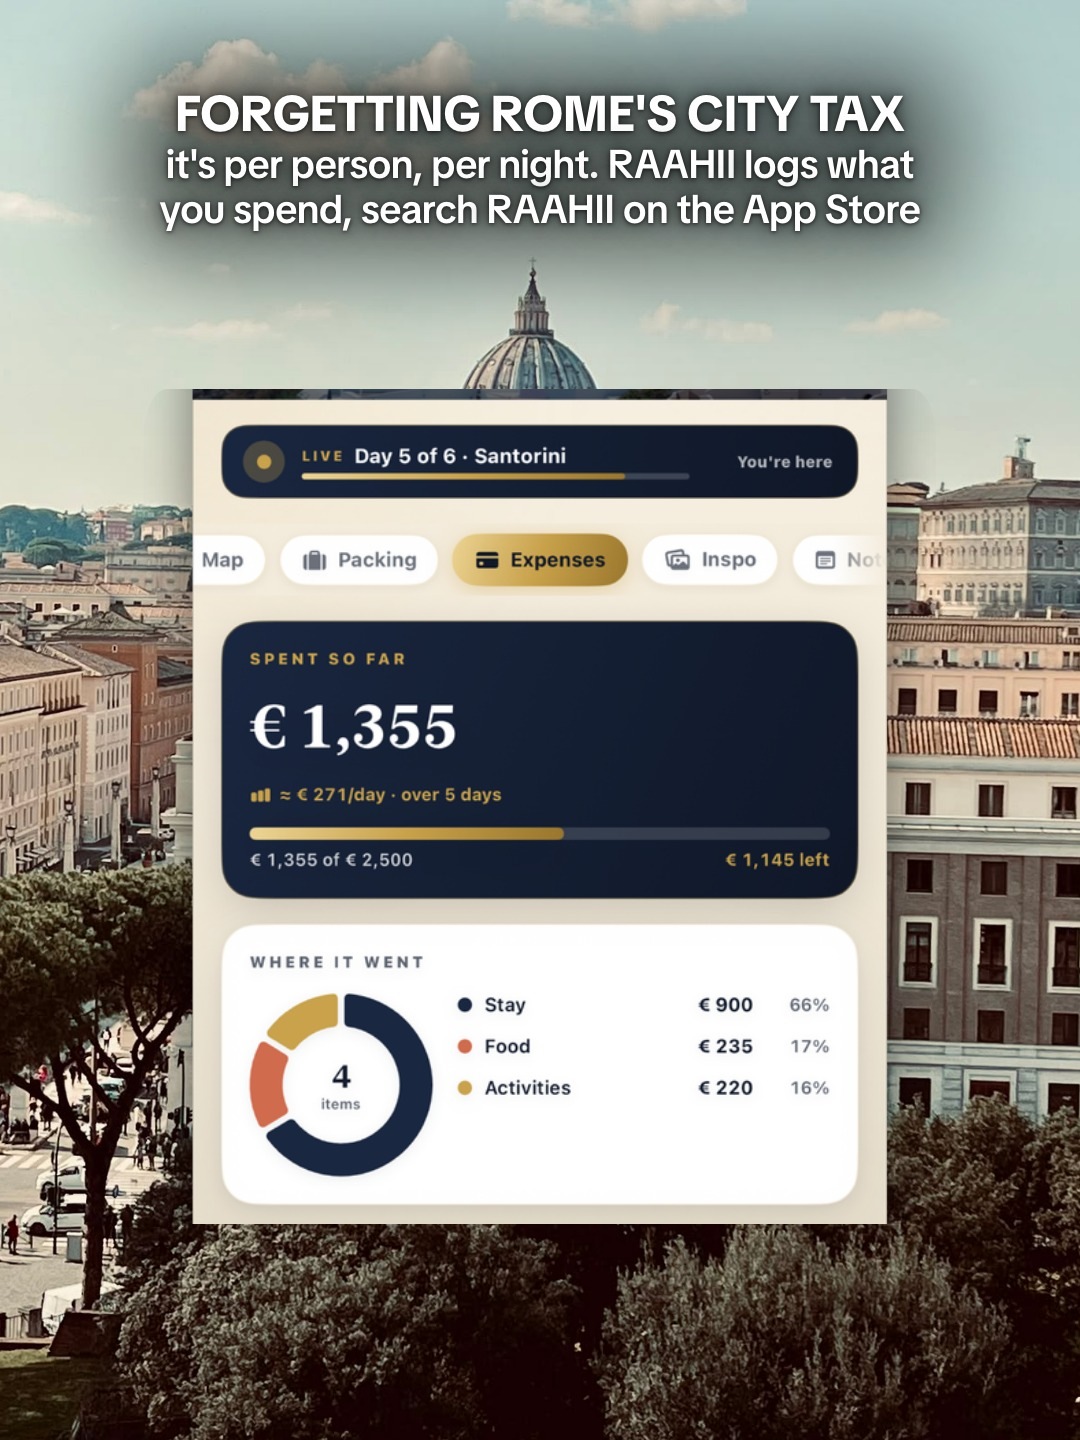 FORGETTING ROME'S CITY TAX
it's per person, per night. RAAHII logs what
you spend, search RAAHII on the App Store
LIVE Day 5 of 6 · Santorini You're here
Map Packing Expenses Inspo Not
SPENT SO FAR
€ 1,355
≈ € 271/day · over 5 days
€ 1,355 of € 2,500 € 1,145 left
WHERE IT WENT
Stay € 900 66%
Food € 235 17%
4
items
Activities € 220 16%